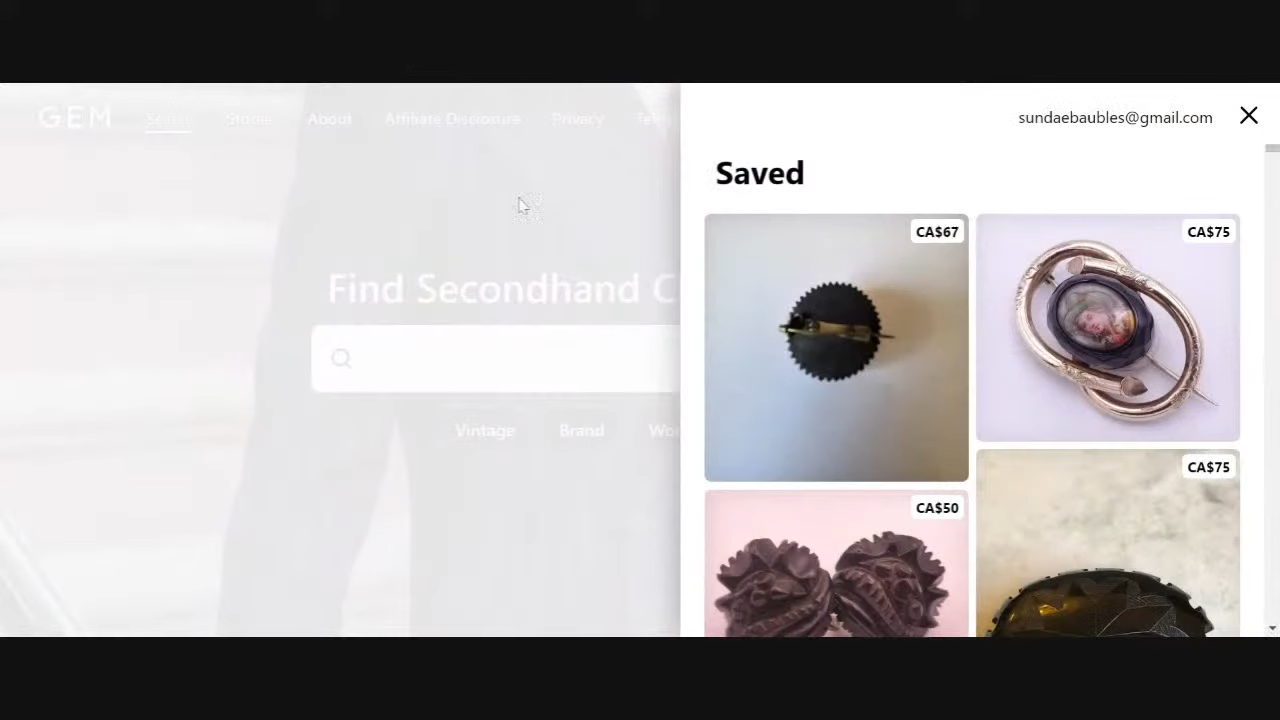 GEM Search Stories About Affiliate Disclosure Privacy
sundaebaubles@gmail.com
Saved
CA$67
CA$75
Find Secondhand
CA$75
CA$50
Vintage Brand